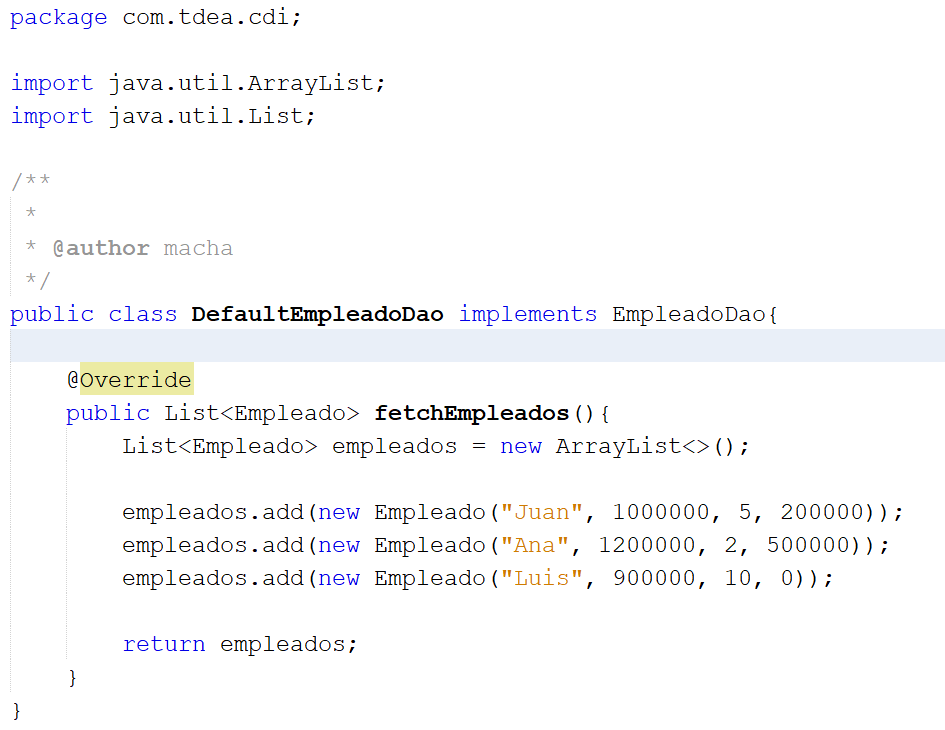 package com.tdea.cdi;
import java.util.ArrayList;
import java.util.List;
/**
 *
 * @author macha
 */
public class DefaultEmpleadoDao implements EmpleadoDao{
    @Override
    public List<Empleado> fetchEmpleados(){
        List<Empleado> empleados = new ArrayList<>();
        empleados.add(new Empleado("Juan", 1000000, 5, 200000));
        empleados.add(new Empleado("Ana", 1200000, 2, 500000));
        empleados.add(new Empleado("Luis", 900000, 10, 0));
        return empleados;
    }
}